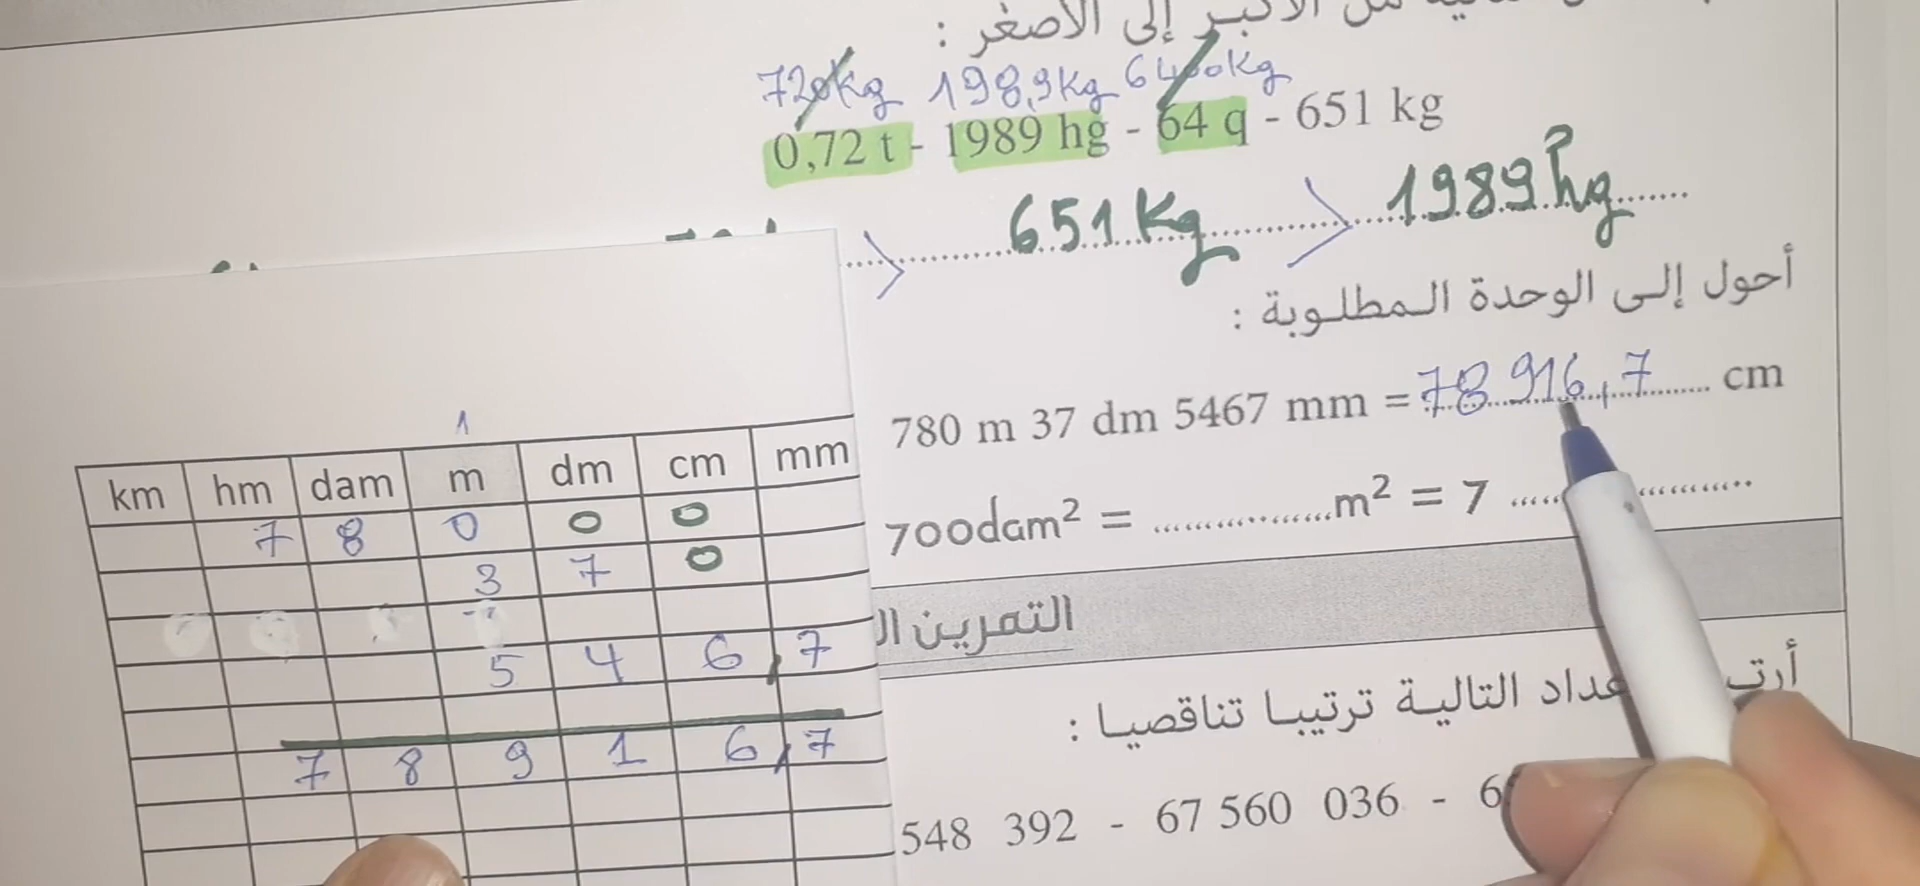 إلى الأصغر :
720kg 198,9kg 6400kg
0,72 t - 1989 hg - 64 q - 651 kg
> 651 Kg > 1989 hg
أحول إلى الوحدة المطلوبة :
780 m 37 dm 5467 mm = 78 916,7 cm
700dam² = ................m² = 7 ......................
1
km hm dam m dm cm mm
7 8 0 0 0
3 7 0
5 4 6,7
7 8 9 1 6,7
التمرين
التالية ترتيبا تناقصيا :
548 392 - 67 560 036 - 6